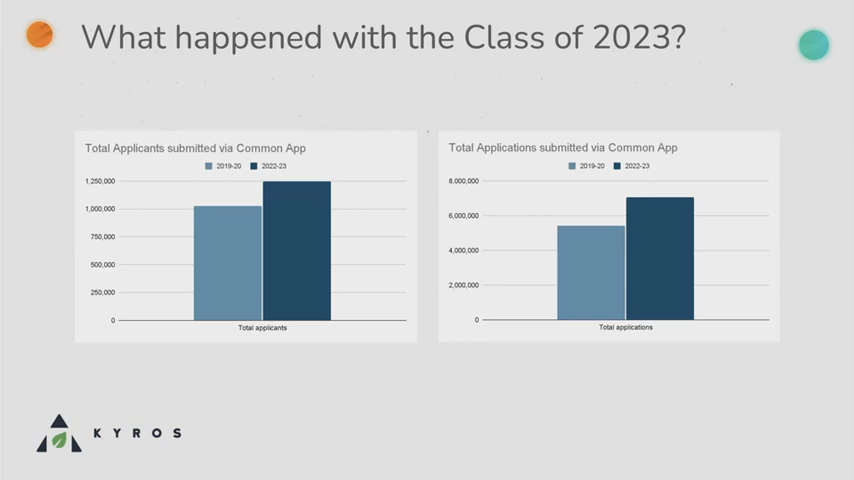 What happened with the Class of 2023?
Total Applicants submitted via Common App
2019-20 2022-23
1,250,000
1,000,000
750,000
500,000
250,000
0
Total applicants
Total Applications submitted via Common App
2019-20 2022-23
8,000,000
6,000,000
4,000,000
2,000,000
0
Total applications
KYROS